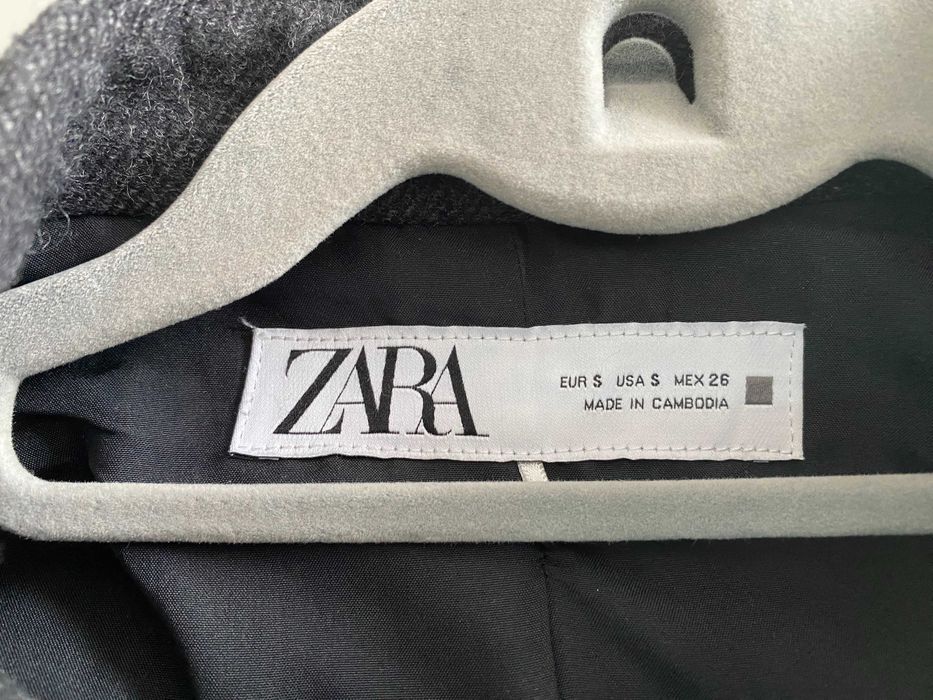 ZARA
EUR S USA S MEX 26
MADE IN CAMBODIA